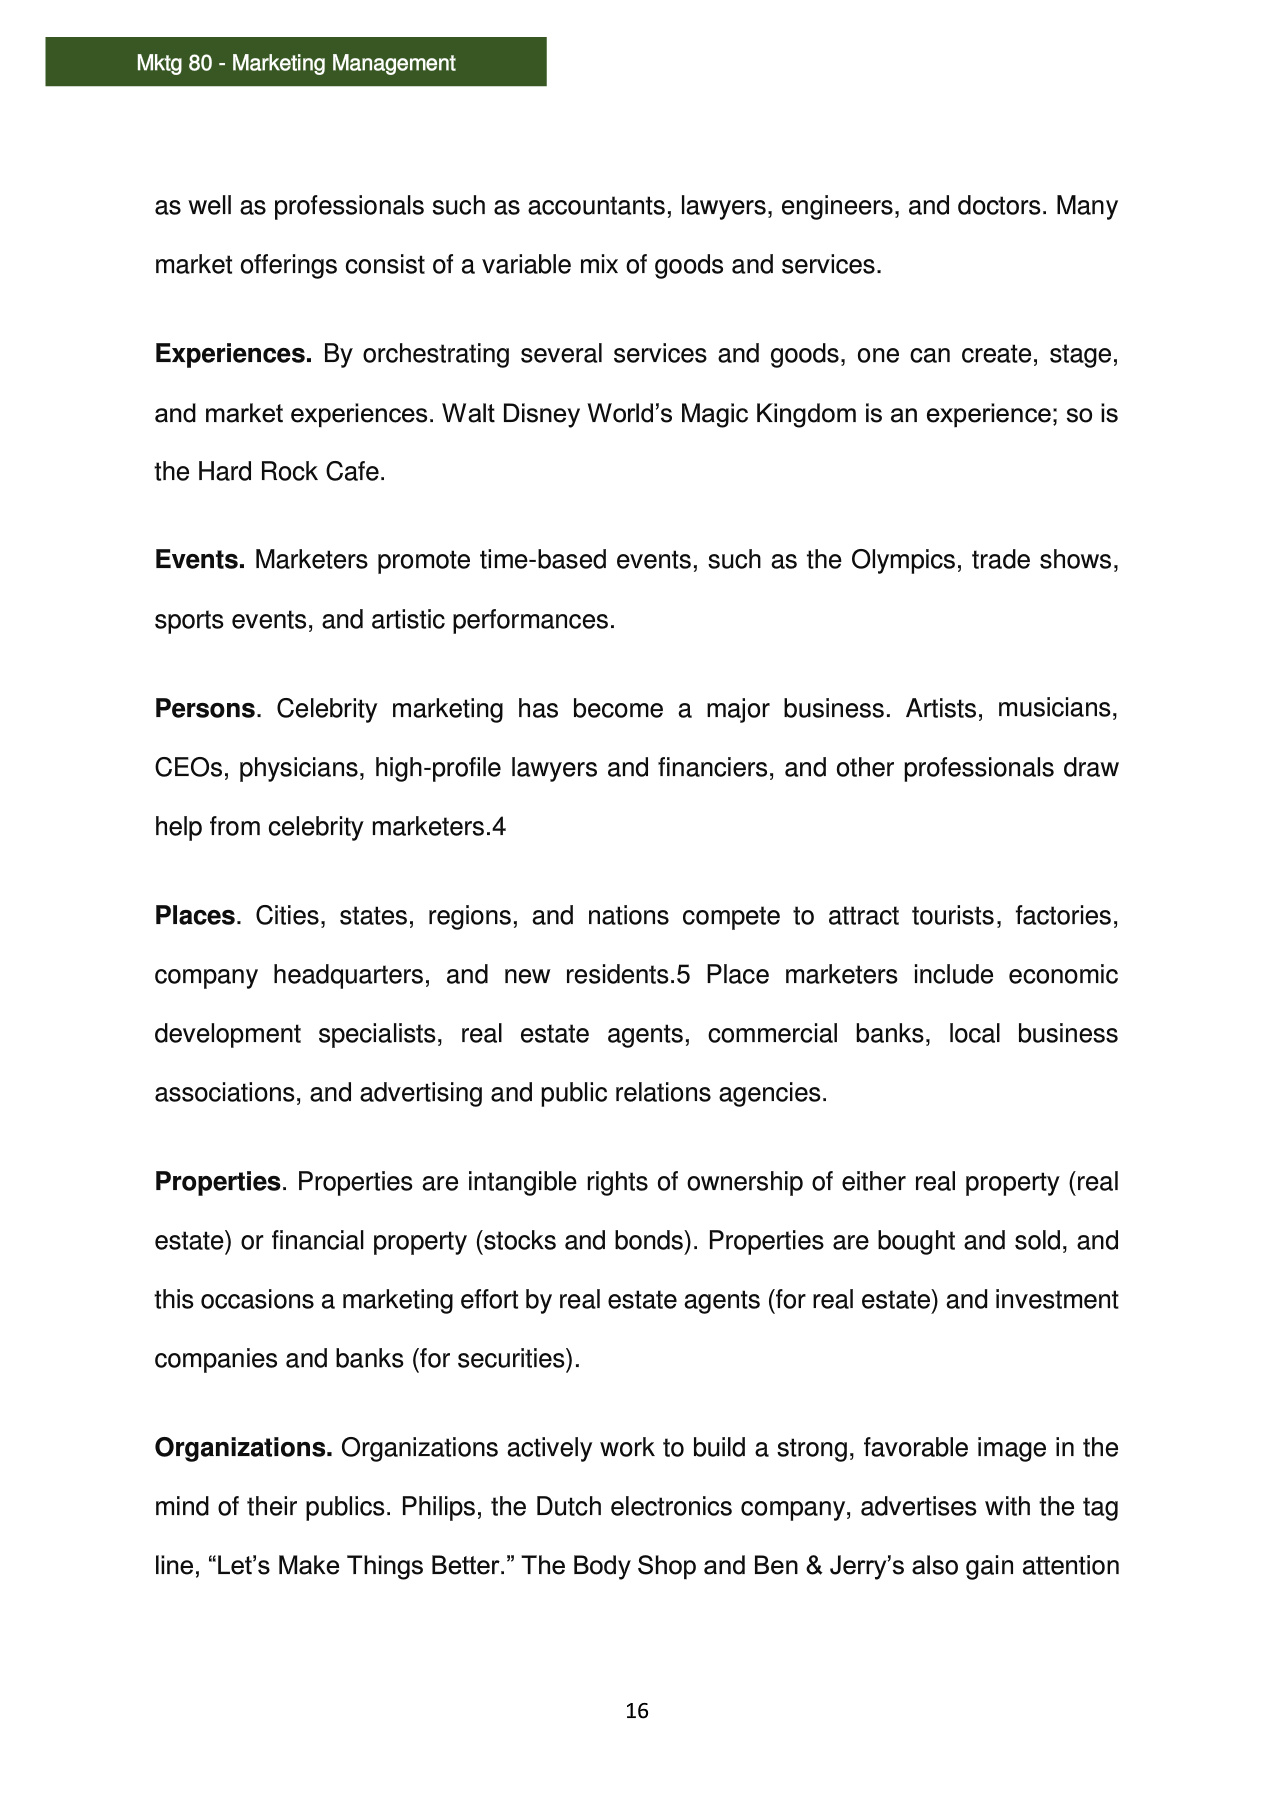 Mktg 80 - Marketing Management
as well as professionals such as accountants, lawyers, engineers, and doctors. Many
market offerings consist of a variable mix of goods and services.
Experiences. By orchestrating several services and goods, one can create, stage,
and market experiences. Walt Disney World’s Magic Kingdom is an experience; so is
the Hard Rock Cafe.
Events. Marketers promote time-based events, such as the Olympics, trade shows,
sports events, and artistic performances.
Persons. Celebrity marketing has become a major business. Artists, musicians,
CEOs, physicians, high-profile lawyers and financiers, and other professionals draw
help from celebrity marketers.4
Places. Cities, states, regions, and nations compete to attract tourists, factories,
company headquarters, and new residents.5 Place marketers include economic
development specialists, real estate agents, commercial banks, local business
associations, and advertising and public relations agencies.
Properties. Properties are intangible rights of ownership of either real property (real
estate) or financial property (stocks and bonds). Properties are bought and sold, and
this occasions a marketing effort by real estate agents (for real estate) and investment
companies and banks (for securities).
Organizations. Organizations actively work to build a strong, favorable image in the
mind of their publics. Philips, the Dutch electronics company, advertises with the tag
line, “Let’s Make Things Better.” The Body Shop and Ben & Jerry’s also gain attention
16